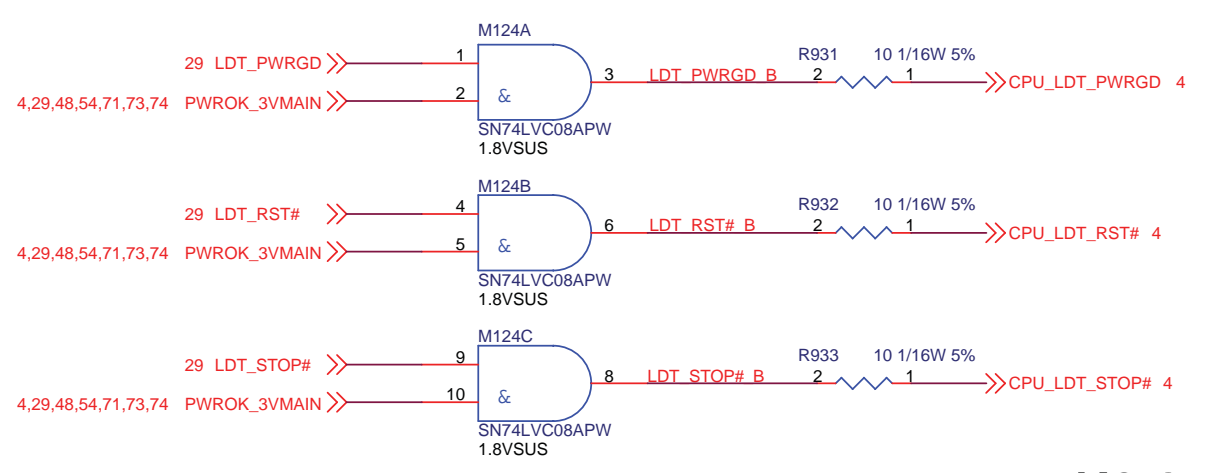 M124A
29 LDT_PWRGD 1 3 LDT_PWRGD_B R931 2 10 1/16W 5% 1 CPU_LDT_PWRGD 4
4,29,48,54,71,73,74 PWROK_3VMAIN 2 &
SN74LVC08APW
1.8VSUS
M124B
29 LDT_RST# 4 6 LDT_RST#_B R932 2 10 1/16W 5% 1 CPU_LDT_RST# 4
4,29,48,54,71,73,74 PWROK_3VMAIN 5 &
SN74LVC08APW
1.8VSUS
M124C
29 LDT_STOP# 9 8 LDT_STOP#_B R933 2 10 1/16W 5% 1 CPU_LDT_STOP# 4
4,29,48,54,71,73,74 PWROK_3VMAIN 10 &
SN74LVC08APW
1.8VSUS